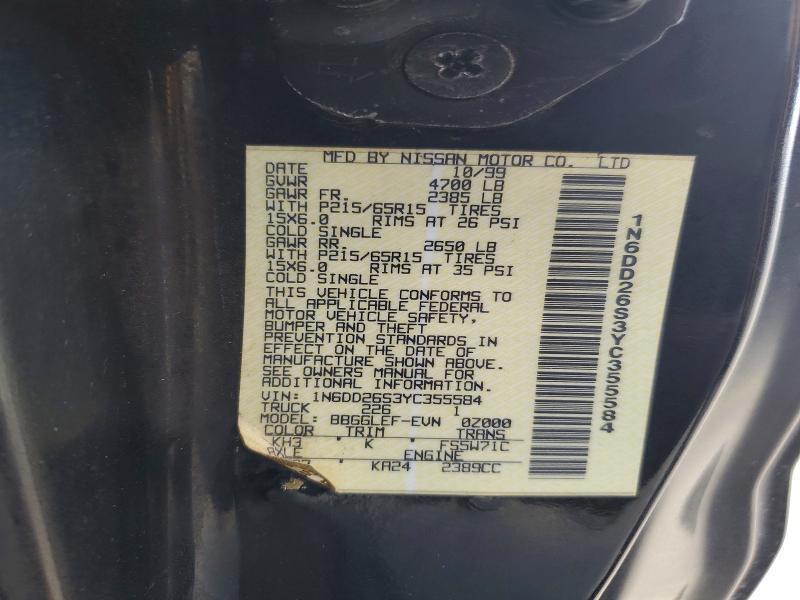 MFD BY NISSAN MOTOR CO. LTD
DATE 10/99
GVWR 4700 LB
GAWR FR. 2385 LB
WITH P215/65R15 TIRES
15X6.0 RIMS AT 26 PSI
COLD SINGLE
GAWR RR. 2650 LB
WITH P215/65R15 TIRES
15X6.0 RIMS AT 35 PSI
COLD SINGLE
THIS VEHICLE CONFORMS TO
ALL APPLICABLE FEDERAL
MOTOR VEHICLE SAFETY,
BUMPER AND THEFT
PREVENTION STANDARDS IN
EFFECT ON THE DATE OF
MANUFACTURE SHOWN ABOVE.
SEE OWNERS MANUAL FOR
ADDITIONAL INFORMATION
VIN: 1N6DD26S3YC355584
TRUCK 226 1
MODEL: BBGGLEF-EVN 0Z000
COLOR TRIM TRANS
KH3 . K . FS5W71C
AXLE ENGINE
KA24 2389CC
1N6DD26S3YC355584